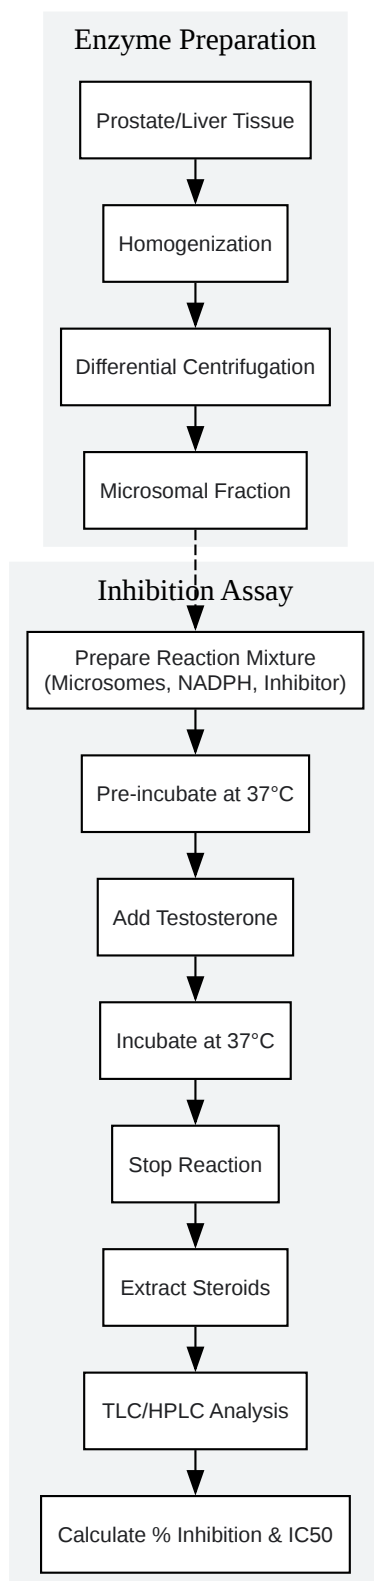 Enzyme Preparation
Prostate/Liver Tissue
Homogenization
Differential Centrifugation
Microsomal Fraction
Inhibition Assay
Prepare Reaction Mixture
(Microsomes, NADPH, Inhibitor)
Pre-incubate at 37°C
Add Testosterone
Incubate at 37°C
Stop Reaction
Extract Steroids
TLC/HPLC Analysis
Calculate % Inhibition & IC50